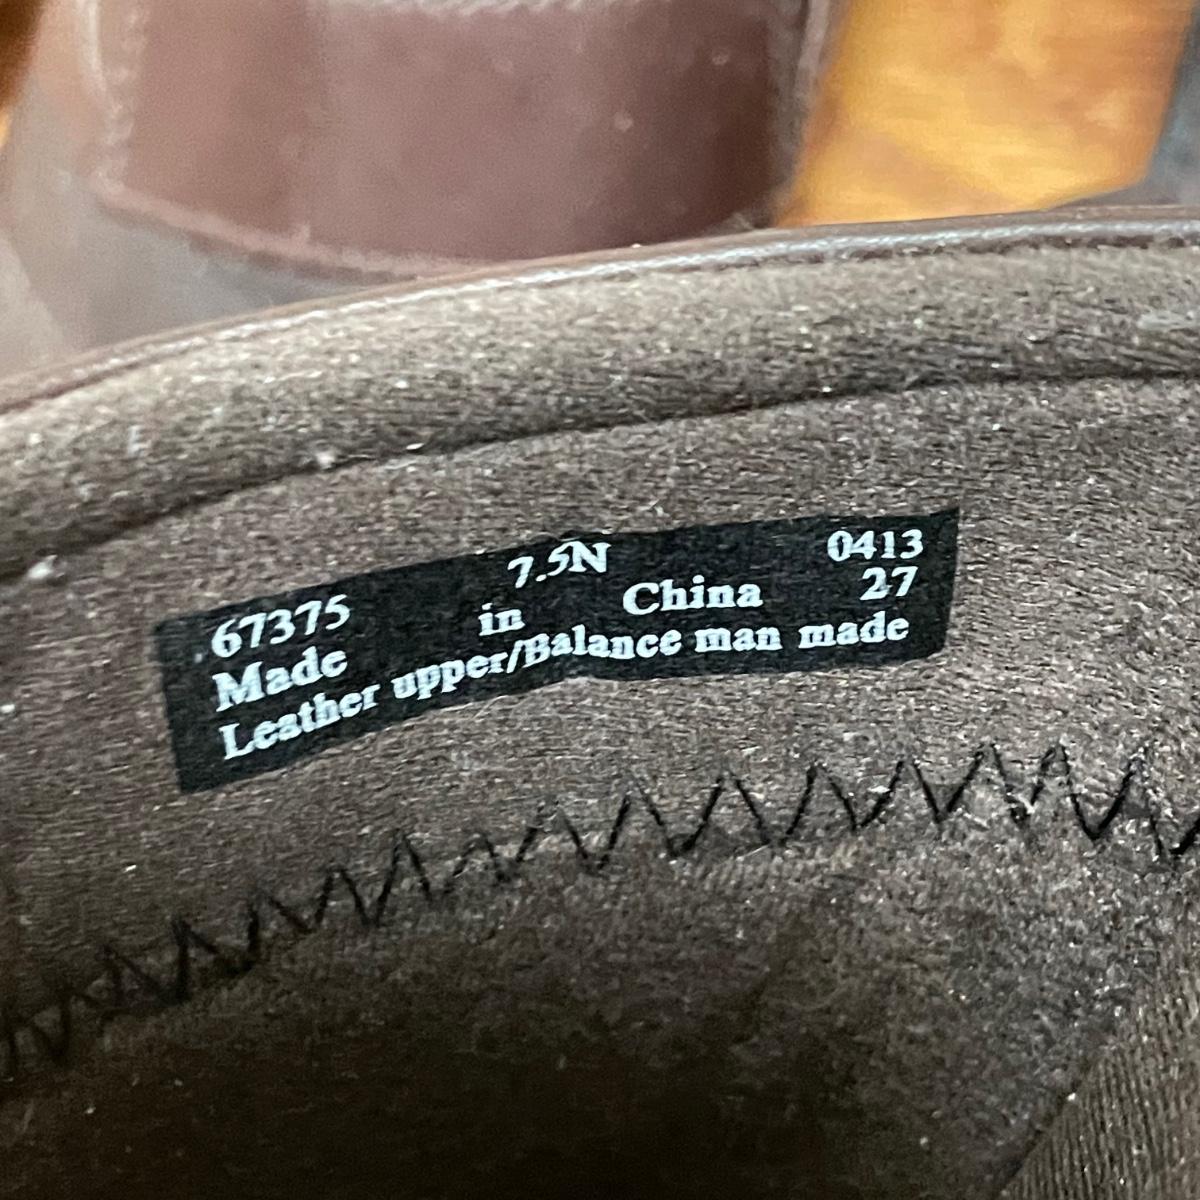 67375 7.5N 0413
Made in China 27
Leather upper/Balance man made